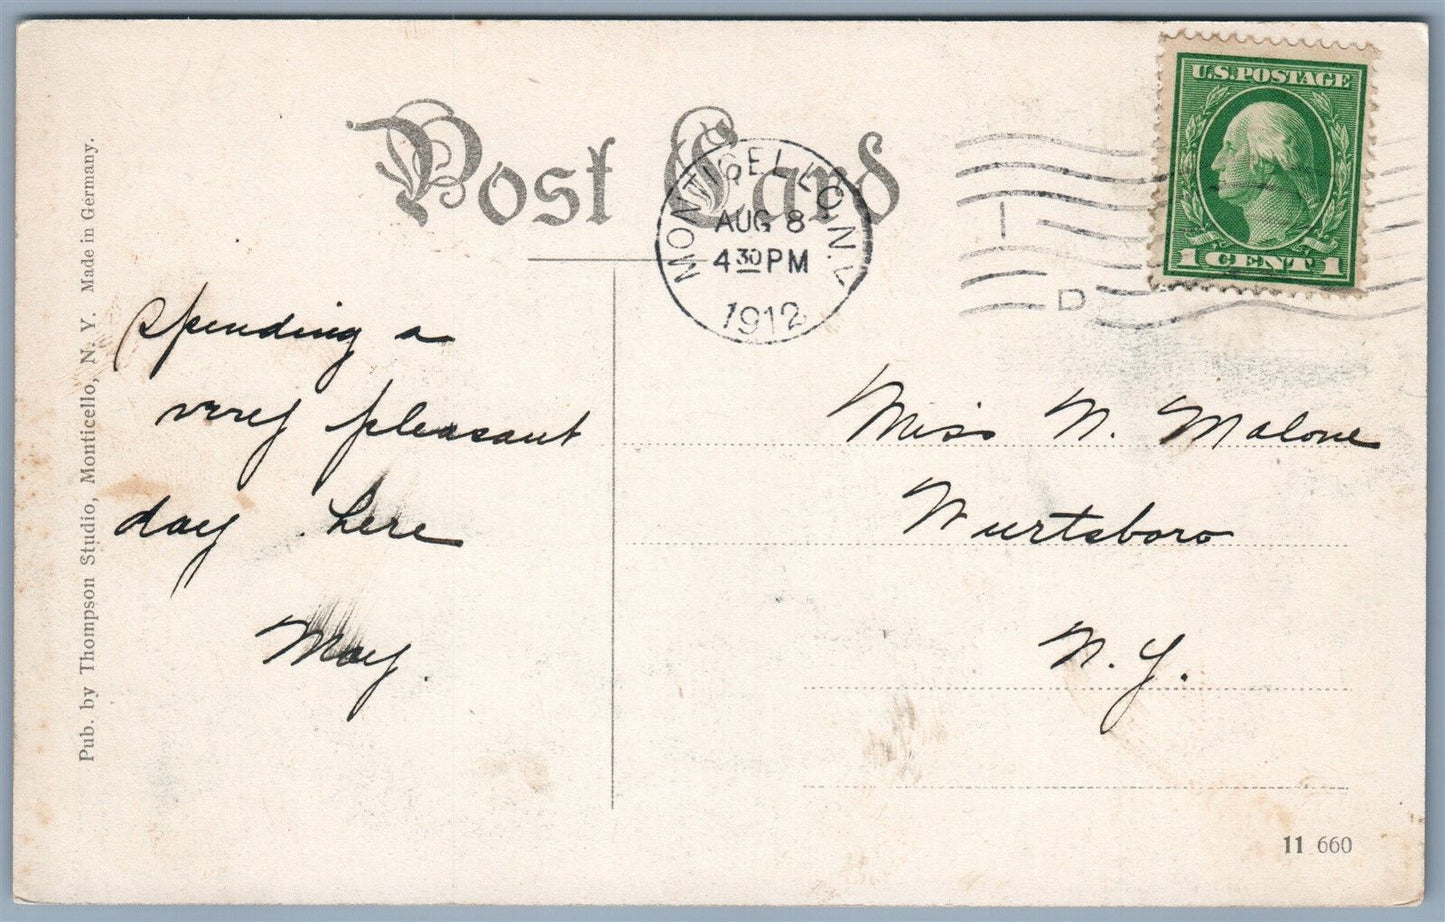 Post Card
U.S. POSTAGE
1 CENT 1
MONTICELLO, N.Y.
AUG 8
4 30 PM
1912
D
Spending a
very pleasant
day here
May.
Miss N. Malone
Wurtsboro
N. Y.
Pub. by Thompson Studio, Monticello, N. Y. Made in Germany.
11 660